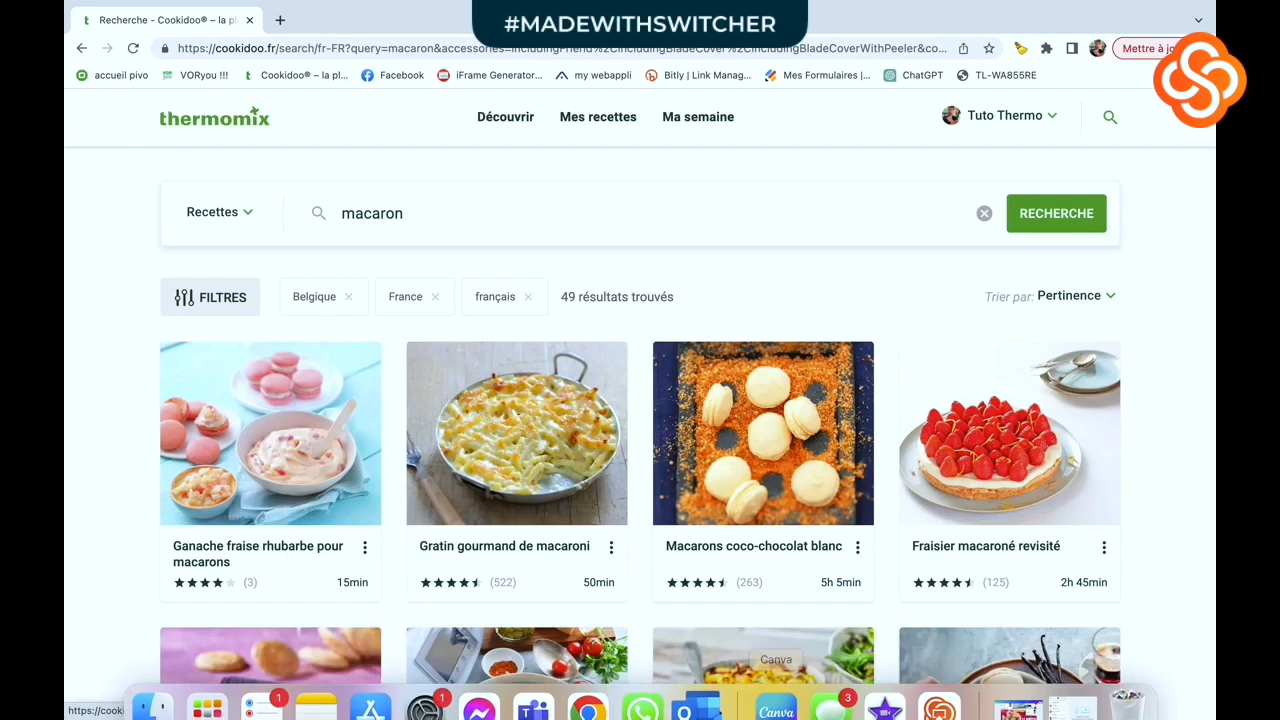 #MADEWITHSWITCHER
Recherche - Cookidoo® – la pl
https://cookidoo.fr/search/fr-FR?query=macaron&accessories=includingFriend%2CincludingBladeCover%2CincludingBladeCoverWithPeeler&co...
Mettre à jo
accueil pivo
VORyou !!!
Cookidoo® – la pl...
Facebook
iFrame Generator...
my webappli
Bitly | Link Manag...
Mes Formulaires |...
ChatGPT
TL-WA855RE
thermomix
Découvrir
Mes recettes
Ma semaine
Tuto Thermo
Recettes
macaron
RECHERCHE
FILTRES
Belgique
France
français
49 résultats trouvés
Trier par: Pertinence
Ganache fraise rhubarbe pour
macarons
(3)
15min
Gratin gourmand de macaroni
(522)
50min
Macarons coco-chocolat blanc
(263)
5h 5min
Fraisier macaroné revisité
(125)
2h 45min
Canva
https://cooki
1
1
3
Canva